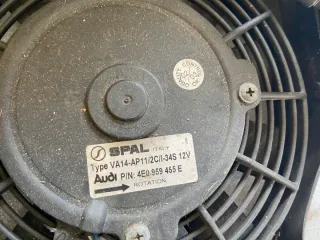 SPAL ITALY
Type VA14-AP11/2C/I-34S 12V
Audi P/N: 4E0 959 455 E
ROTATION